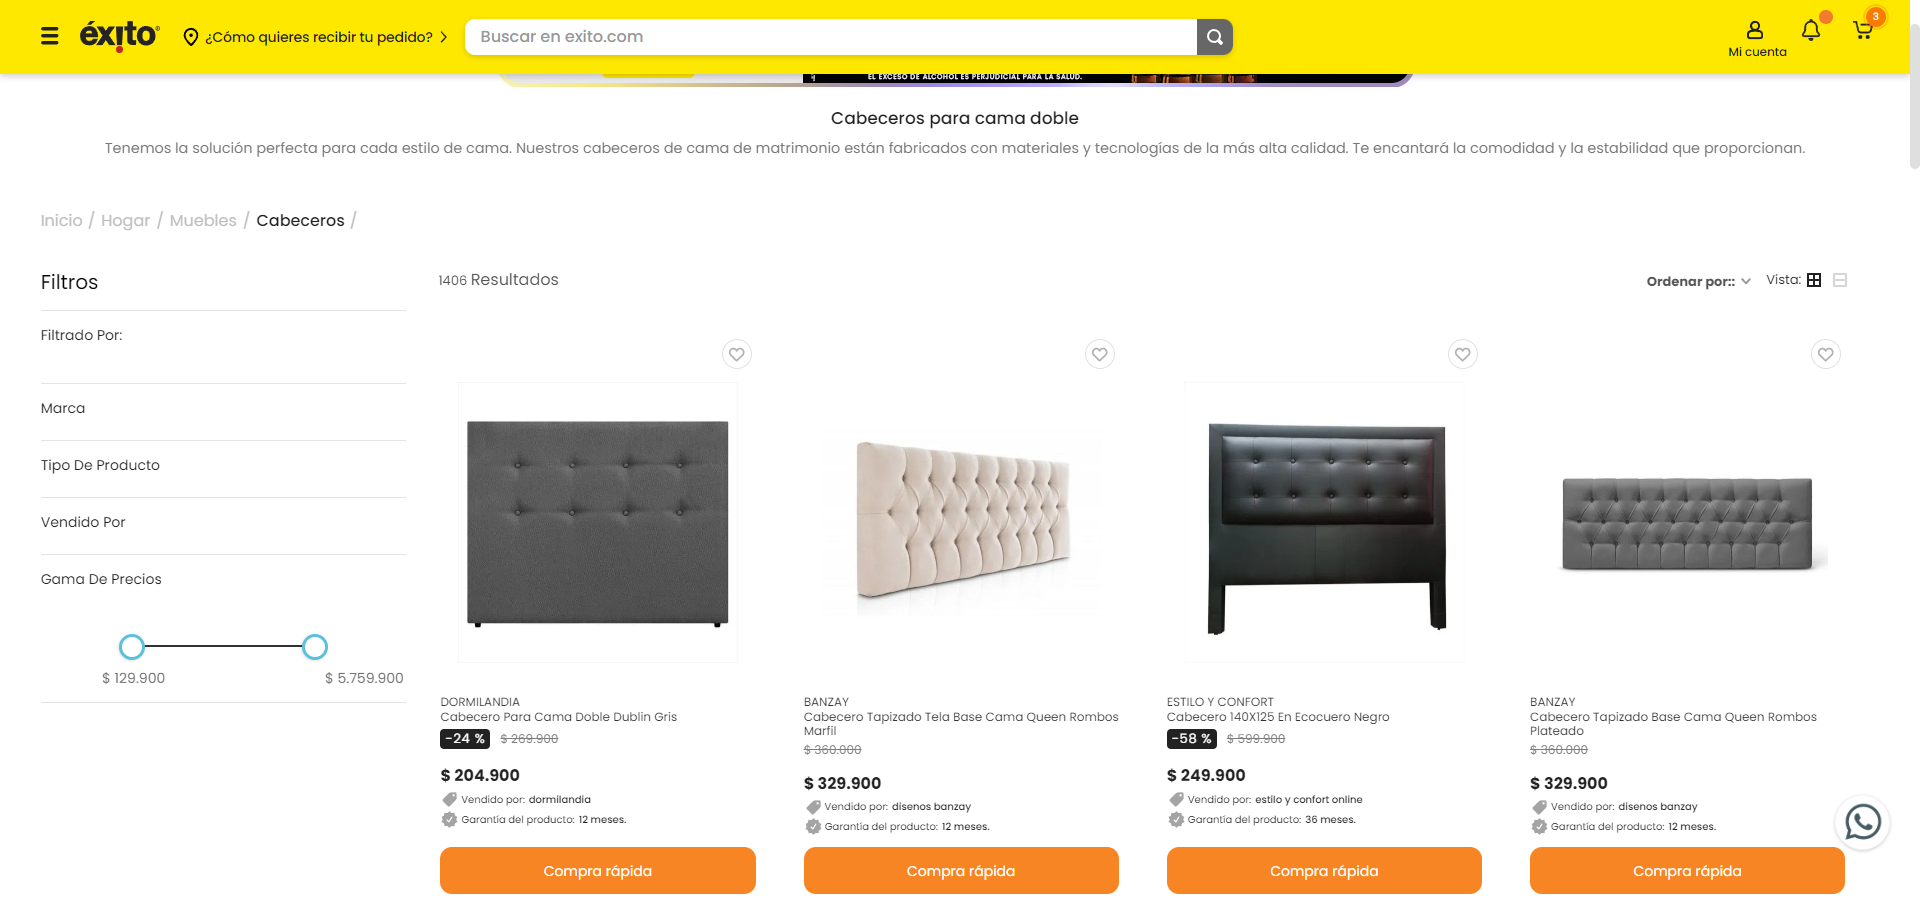 éxito
¿Cómo quieres recibir tu pedido?
Buscar en exito.com
Mi cuenta
3
EL EXCESO DE ALCOHOL ES PERJUDICIAL PARA LA SALUD.
Cabeceros para cama doble
Tenemos la solución perfecta para cada estilo de cama. Nuestros cabeceros de cama de matrimonio están fabricados con materiales y tecnologías de la más alta calidad. Te encantará la comodidad y la estabilidad que proporcionan.
Inicio / Hogar / Muebles / Cabeceros /
Filtros
Filtrado Por:
Marca
Tipo De Producto
Vendido Por
Gama De Precios
$ 129.900 $ 5.759.900
1406 Resultados
Ordenar por:: Vista:
DORMILANDIA
Cabecero Para Cama Doble Dublin Gris
-24 % $ 269.900
$ 204.900
Vendido por: dormilandia
Garantía del producto: 12 meses.
Compra rápida
BANZAY
Cabecero Tapizado Tela Base Cama Queen Rombos
Marfil
$ 360.000
$ 329.900
Vendido por: disenos banzay
Garantía del producto: 12 meses.
Compra rápida
ESTILO Y CONFORT
Cabecero 140X125 En Ecocuero Negro
-58 % $ 599.900
$ 249.900
Vendido por: estilo y confort online
Garantía del producto: 36 meses.
Compra rápida
BANZAY
Cabecero Tapizado Base Cama Queen Rombos
Plateado
$ 360.000
$ 329.900
Vendido por: disenos banzay
Garantía del producto: 12 meses.
Compra rápida